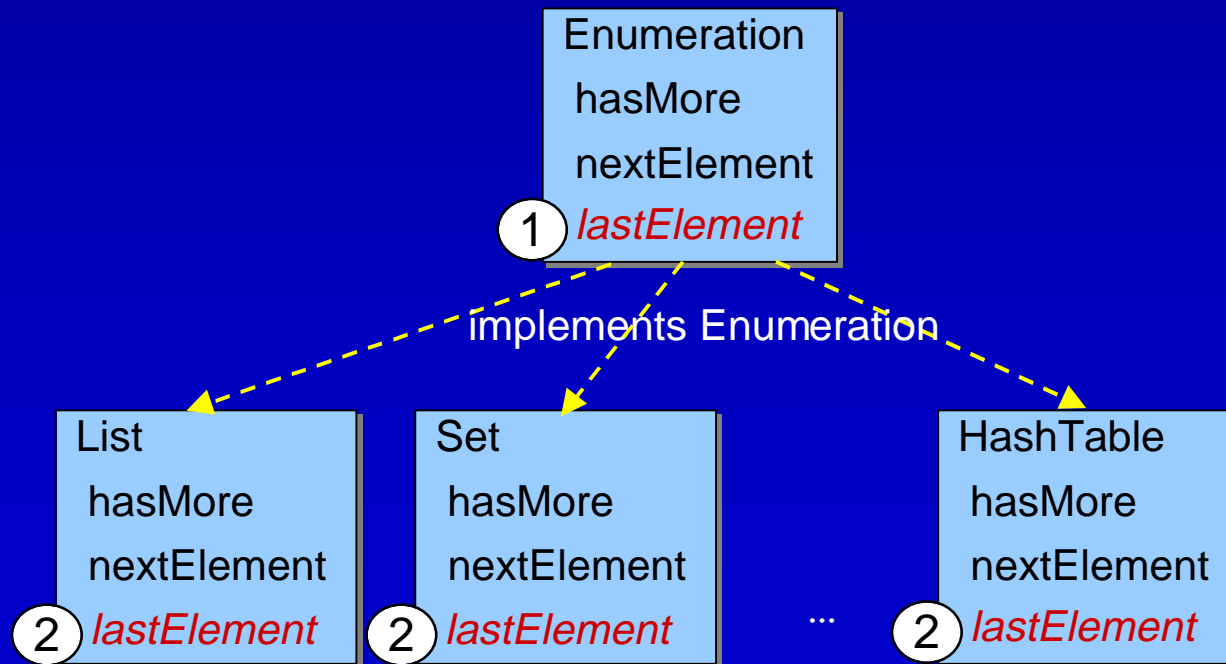 Enumeration
hasMore
nextElement
1 lastElement
implements Enumeration
List
hasMore
nextElement
2 lastElement
Set
hasMore
nextElement
2 lastElement
...
HashTable
hasMore
nextElement
2 lastElement